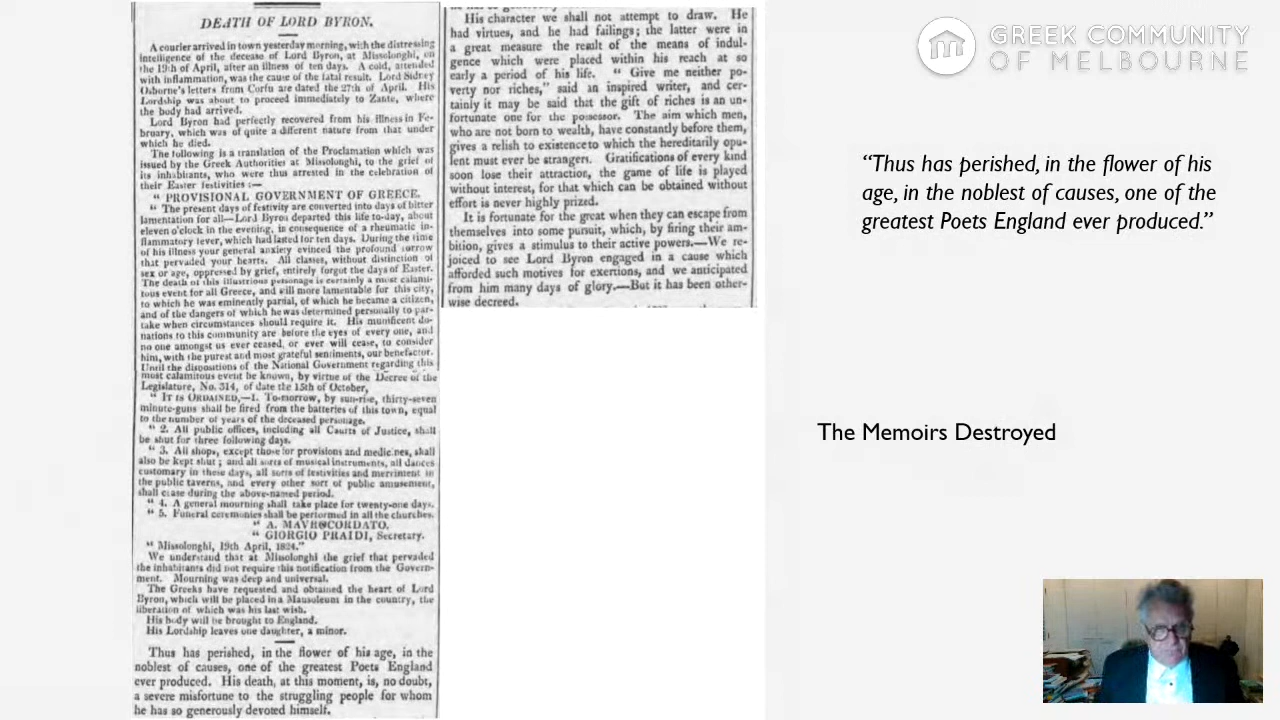 DEATH OF LORD BYRON.
A courier arrived in town yesterday morning, with the distressing
intelligence of the decease of Lord Byron, at Missolonghi, on
the 19th of April, after an illness of ten days. A cold, attended
with inflammation, was the cause of the fatal result. Lord Sidney
Osborne's letters from Corfu are dated the 27th of April. His
Lordship was about to proceed immediately to Zante, where
the body had arrived.
Lord Byron had perfectly recovered from his illness in Fe-
bruary, which was of quite a different nature from that under
which he died.
The following is a translation of the Proclamation which was
issued by the Greek Authorities at Missolonghi, to the grief of
its inhabitants, who were thus arrested in the celebration of
their Easter festivities :—
" PROVISIONAL GOVERNMENT OF GREECE.
" The present days of festivity are converted into days of bitter
lamentation for all—Lord Byron departed this life to-day, about
eleven o'clock in the evening, in consequence of a rheumatic in-
flammatory fever, which had lasted for ten days. During the time
of his illness your general anxiety evinced the profound sorrow
that pervaded your hearts. All classes, without distinction of
sex or age, oppressed by grief, entirely forgot the days of Easter.
The death of this illustrious personage is certainly a most calami-
tous event for all Greece, and still more lamentable for this city,
to which he was eminently partial, of which he became a citizen,
and of the dangers of which he was determined personally to par-
take when circumstances should require it. His munificent do-
nations to this community are before the eyes of every one, and
no one amongst us ever ceased, or ever will cease, to consider
him, with the purest and most grateful sentiments, our benefactor.
Until the dispositions of the National Government regarding this
most calamitous event be known, by virtue of the Decree of the
Legislature, No. 314, of date the 15th of October,
" IT IS ORDAINED,—1. To-morrow, by sun-rise, thirty-seven
minute-guns shall be fired from the batteries of this town, equal
to the number of years of the deceased personage.
" 2. All public offices, including all Courts of Justice, shall
be shut for three following days.
" 3. All shops, except those for provisions and medicines, shall
also be kept shut ; and all sorts of musical instruments, all dances
customary in these days, all sorts of festivities and merriment in
the public taverns, and every other sort of public amusement,
shall cease during the above-named period.
" 4. A general mourning shall take place for twenty-one days.
" 5. Funeral ceremonies shall be performed in all the churches.
" A. MAVROCORDATO.
" GIORGIO PRAIDI, Secretary.
" Missolonghi, 19th April, 1824."
We understand that at Missolonghi the grief that pervaded
the inhabitants did not require this notification from the Govern-
ment. Mourning was deep and universal.
The Greeks have requested and obtained the heart of Lord
Byron, which will be placed in a Mausoleum in the country, the
liberation of which was his last wish.
His body will be brought to England.
His Lordship leaves one daughter, a minor.
Thus has perished, in the flower of his age, in the
noblest of causes, one of the greatest Poets England
ever produced. His death, at this moment, is, no doubt,
a severe misfortune to the struggling people for whom
he has so generously devoted himself.
His character we shall not attempt to draw. He
had virtues, and he had failings; the latter were in
a great measure the result of the means of indul-
gence which were placed within his reach at so
early a period of his life. " Give me neither po-
verty nor riches," said an inspired writer, and cer-
tainly it may be said that the gift of riches is an un-
fortunate one for the possessor. The aim which men,
who are not born to wealth, have constantly before them,
gives a relish to existence to which the hereditarily opu-
lent must ever be strangers. Gratifications of every kind
soon lose their attraction, the game of life is played
without interest, for that which can be obtained without
effort is never highly prized.
It is fortunate for the great when they can escape from
themselves into some pursuit, which, by firing their am-
bition, gives a stimulus to their active powers.—We re-
joiced to see Lord Byron engaged in a cause which
afforded such motives for exertions, and we anticipated
from him many days of glory.—But it has been other-
wise decreed.
GREEK COMMUNITY
OF MELBOURNE
“Thus has perished, in the flower of his
age, in the noblest of causes, one of the
greatest Poets England ever produced.”
The Memoirs Destroyed